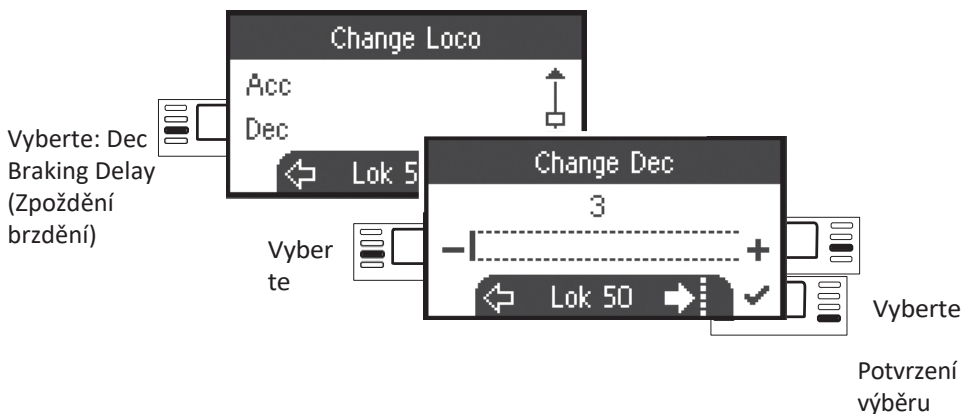 Change Loco
Acc
Dec
Lok 5
Vyberte: Dec
Braking Delay
(Zpoždění
brzdění)
Change Dec
3
Lok 50
Vyber
te
Vyberte
Potvrzení
výběru